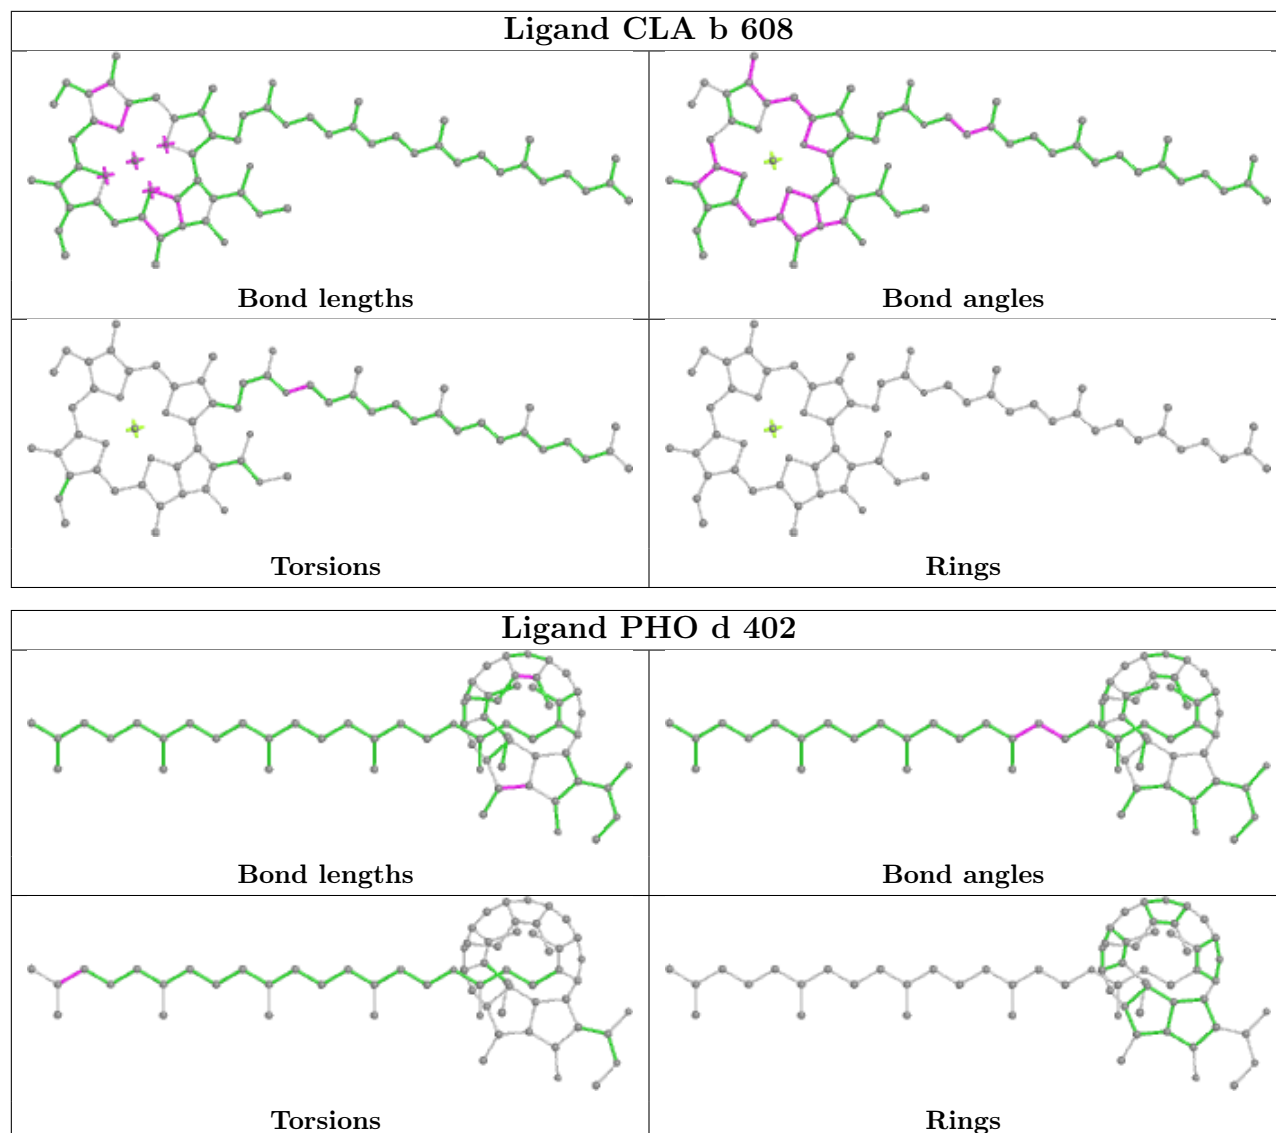 Ligand CLA b 608
Bond lengths
Bond angles
Torsions
Rings
Ligand PHO d 402
Bond lengths
Bond angles
Torsions
Rings